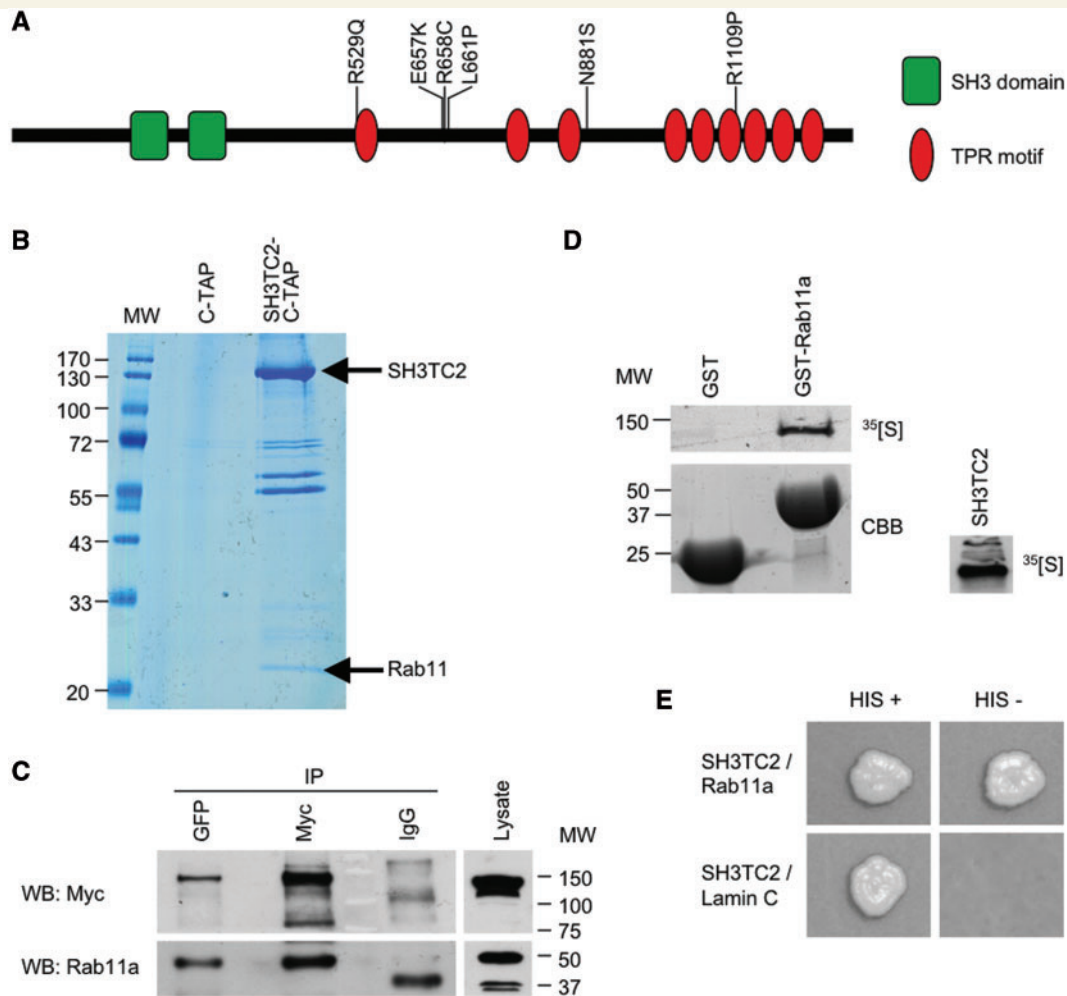 A
R529Q
E657K
R658C
L661P
N881S
R1109P
SH3 domain
TPR motif
B
MW
C-TAP
SH3TC2-
C-TAP
170
130
100
72
55
43
33
20
SH3TC2
Rab11
C
IP
GFP
Myc
IgG
Lysate
MW
WB: Myc
150
100
75
WB: Rab11a
50
37
D
MW
GST
GST-Rab11a
150
35[S]
50
37
25
CBB
SH3TC2
35[S]
E
HIS +
HIS -
SH3TC2 /
Rab11a
SH3TC2 /
Lamin C